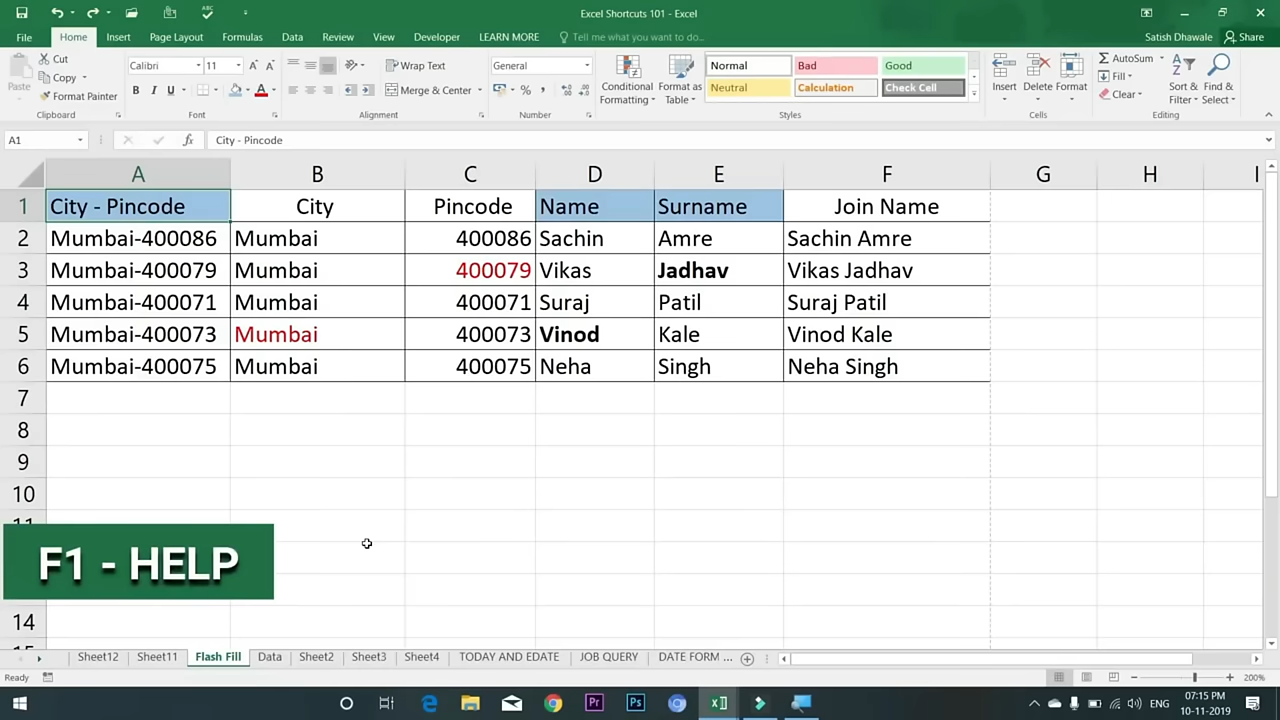 Excel Shortcuts 101 - Excel
File Home Insert Page Layout Formulas Data Review View Developer LEARN MORE Tell me what you want to do... Satish Dhawale Share
Paste Cut Copy Format Painter Clipboard
Calibri 11 B I U A Font
Wrap Text Merge & Center Alignment
General % , Number
Conditional Formatting Format as Table Normal Bad Good Neutral Calculation Check Cell Styles
Insert Delete Format Cells
AutoSum Fill Clear Sort & Filter Find & Select Editing
A1 fx City - Pincode
A B C D E F G H I
1 City - Pincode City Pincode Name Surname Join Name
2 Mumbai-400086 Mumbai 400086 Sachin Amre Sachin Amre
3 Mumbai-400079 Mumbai 400079 Vikas Jadhav Vikas Jadhav
4 Mumbai-400071 Mumbai 400071 Suraj Patil Suraj Patil
5 Mumbai-400073 Mumbai 400073 Vinod Kale Vinod Kale
6 Mumbai-400075 Mumbai 400075 Neha Singh Neha Singh
7
8
9
10
F1 - HELP
14
Sheet12 Sheet11 Flash Fill Data Sheet2 Sheet3 Sheet4 TODAY AND EDATE JOB QUERY DATE FORM ...
Ready 200%
ENG 07:15 PM
10-11-2019